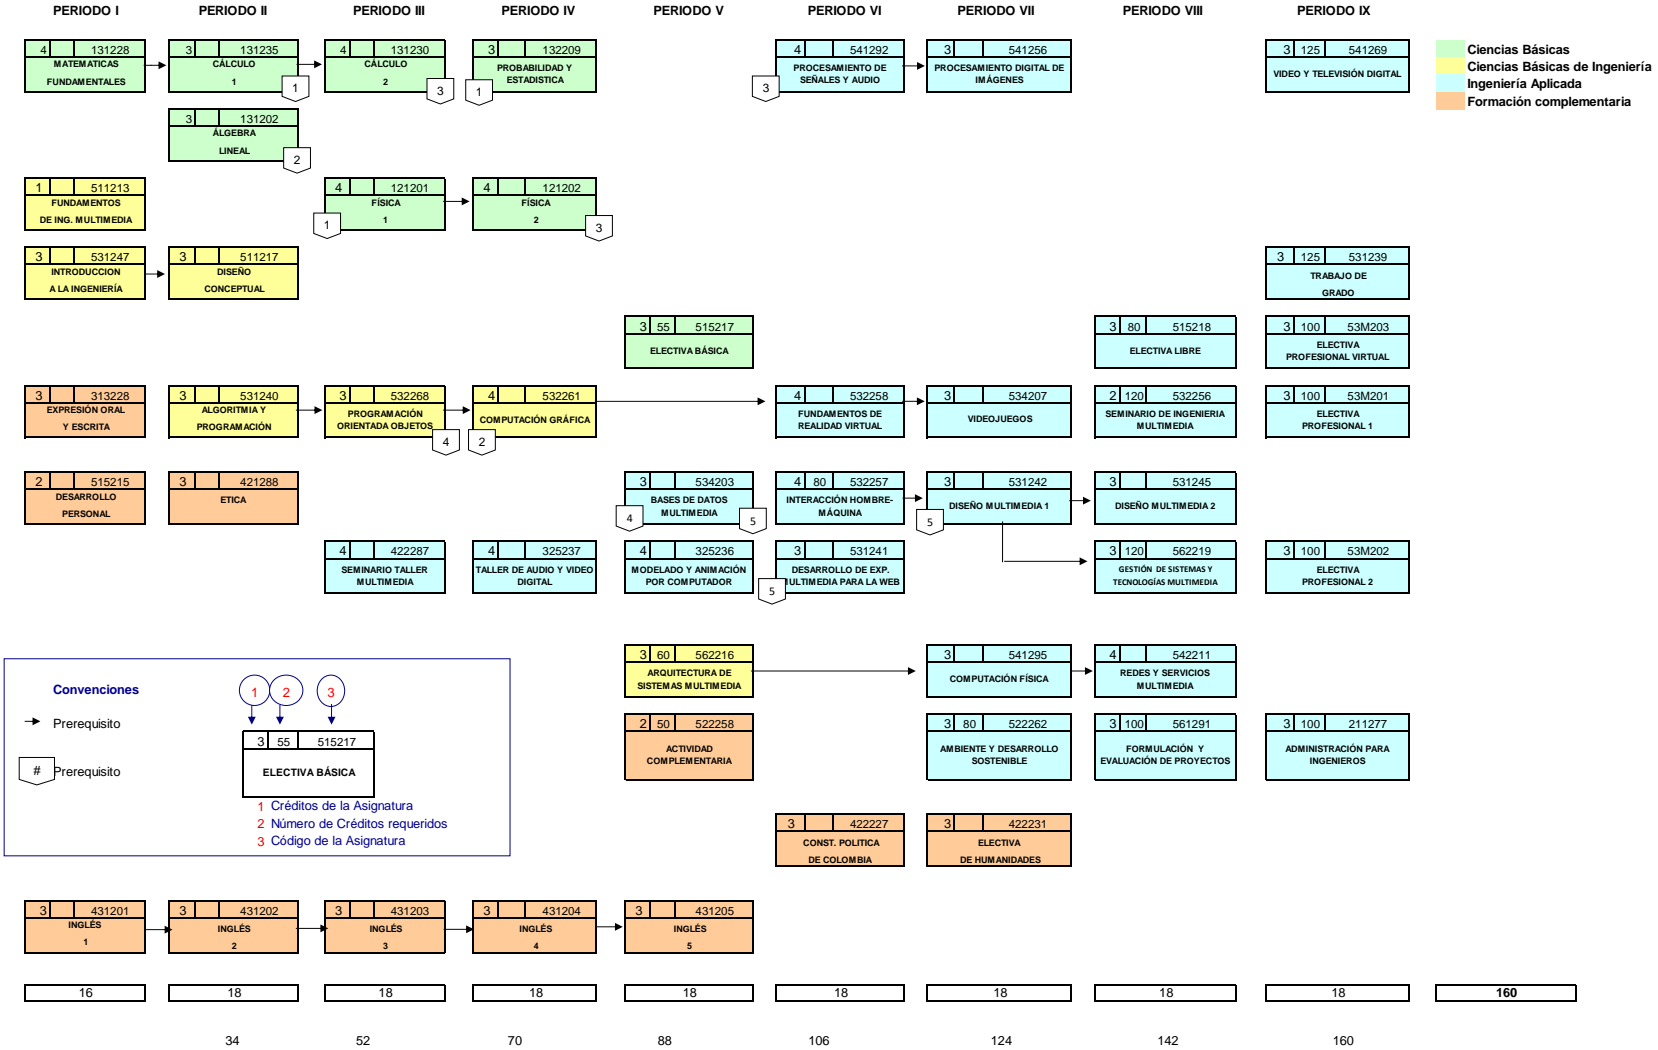 PERIODO I
PERIODO II
PERIODO III
PERIODO IV
PERIODO V
PERIODO VI
PERIODO VII
PERIODO VIII
PERIODO IX
4 131228
MATEMATICAS
FUNDAMENTALES
3 131235
CÁLCULO
1
1
4 131230
CÁLCULO
2
3
3 132209
PROBABILIDAD Y
ESTADISTICA
1
4 541292
PROCESAMIENTO DE
SEÑALES Y AUDIO
3
3 541256
PROCESAMIENTO DIGITAL DE
IMÁGENES
3 125 541269
VIDEO Y TELEVISIÓN DIGITAL
Ciencias Básicas
Ciencias Básicas de Ingeniería
Ingeniería Aplicada
Formación complementaria
3 131202
ÁLGEBRA
LINEAL
2
1 511213
FUNDAMENTOS
DE ING. MULTIMEDIA
4 121201
FÍSICA
1
1
4 121202
FÍSICA
2
3
3 531247
INTRODUCCION
A LA INGENIERÍA
3 511217
DISEÑO
CONCEPTUAL
3 125 531239
TRABAJO DE
GRADO
3 55 515217
ELECTIVA BÁSICA
3 80 515218
ELECTIVA LIBRE
3 100 53M203
ELECTIVA
PROFESIONAL VIRTUAL
3 313228
EXPRESIÓN ORAL
Y ESCRITA
3 531240
ALGORITMIA Y
PROGRAMACIÓN
3 532268
PROGRAMACIÓN
ORIENTADA OBJETOS
4
4 532261
COMPUTACIÓN GRÁFICA
2
4 532258
FUNDAMENTOS DE
REALIDAD VIRTUAL
3 534207
VIDEOJUEGOS
2 120 532256
SEMINARIO DE INGENIERIA
MULTIMEDIA
3 100 53M201
ELECTIVA
PROFESIONAL 1
2 515215
DESARROLLO
PERSONAL
3 421288
ETICA
3 534203
BASES DE DATOS
MULTIMEDIA
4
5
4 80 532257
INTERACCIÓN HOMBRE-
MÁQUINA
3 531242
DISEÑO MULTIMEDIA 1
5
3 531245
DISEÑO MULTIMEDIA 2
4 422287
SEMINARIO TALLER
MULTIMEDIA
4 325237
TALLER DE AUDIO Y VIDEO
DIGITAL
4 325236
MODELADO Y ANIMACIÓN
POR COMPUTADOR
3 531241
DESARROLLO DE EXP.
MULTIMEDIA PARA LA WEB
5
3 120 562219
GESTIÓN DE SISTEMAS Y
TECNOLOGÍAS MULTIMEDIA
3 100 53M202
ELECTIVA
PROFESIONAL 2
3 60 562216
ARQUITECTURA DE
SISTEMAS MULTIMEDIA
3 541295
COMPUTACIÓN FÍSICA
4 542211
REDES Y SERVICIOS
MULTIMEDIA
2 50 522258
ACTIVIDAD
COMPLEMENTARIA
3 80 522262
AMBIENTE Y DESARROLLO
SOSTENIBLE
3 100 561291
FORMULACIÓN Y
EVALUACIÓN DE PROYECTOS
3 100 211277
ADMINISTRACIÓN PARA
INGENIEROS
Convenciones
Prerequisito
# Prerequisito
1 2 3
3 55 515217
ELECTIVA BÁSICA
1 Créditos de la Asignatura
2 Número de Créditos requeridos
3 Código de la Asignatura
3 422227
CONST. POLITICA
DE COLOMBIA
3 422231
ELECTIVA
DE HUMANIDADES
3 431201
INGLÉS
1
3 431202
INGLÉS
2
3 431203
INGLÉS
3
3 431204
INGLÉS
4
3 431205
INGLÉS
5
16 18 18 18 18 18 18 18 18 160
34 52 70 88 106 124 142 160